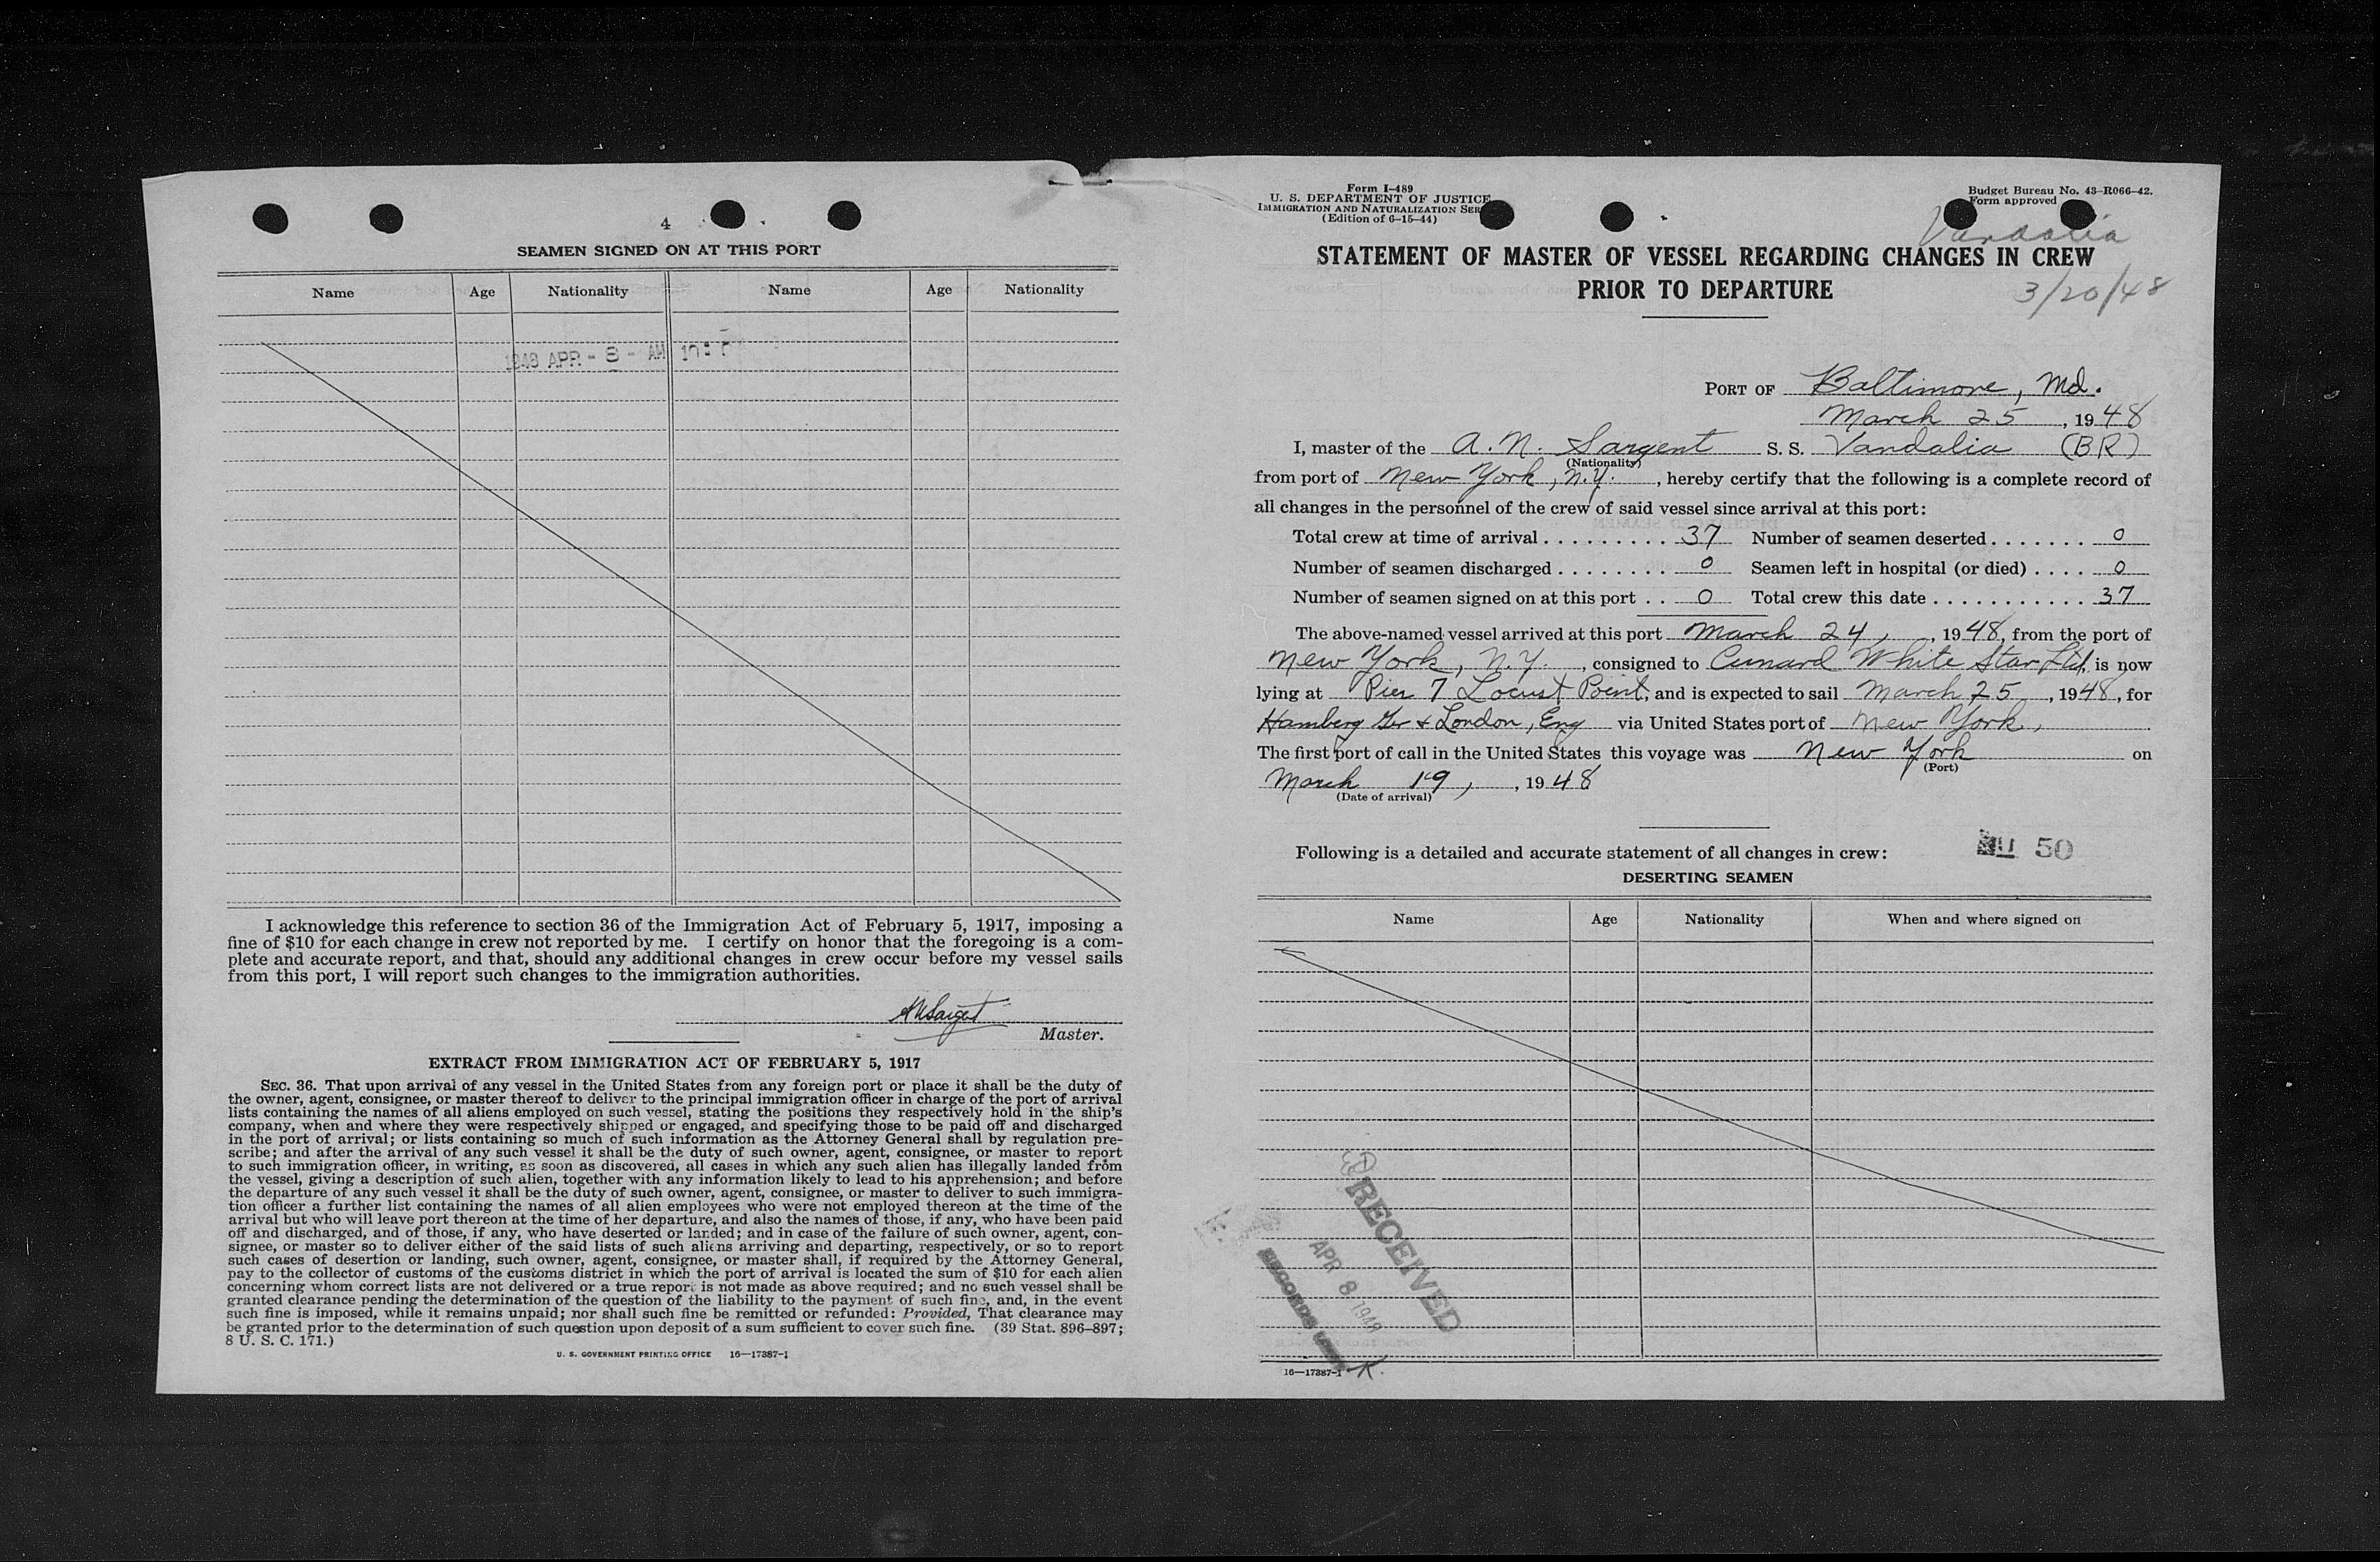 4
SEAMEN SIGNED ON AT THIS PORT
Name Age Nationality Name Age Nationality
1948 APR - 8 - AM 10:
I acknowledge this reference to section 36 of the Immigration Act of February 5, 1917, imposing a
fine of $10 for each change in crew not reported by me. I certify on honor that the foregoing is a com-
plete and accurate report, and that, should any additional changes in crew occur before my vessel sails
from this port, I will report such changes to the immigration authorities.
A N Sargent
Master.
EXTRACT FROM IMMIGRATION ACT OF FEBRUARY 5, 1917
SEC. 36. That upon arrival of any vessel in the United States from any foreign port or place it shall be the duty of
the owner, agent, consignee, or master thereof to deliver to the principal immigration officer in charge of the port of arrival
lists containing the names of all aliens employed on such vessel, stating the positions they respectively hold in the ship's
company, when and where they were respectively shipped or engaged, and specifying those to be paid off and discharged
in the port of arrival; or lists containing so much of such information as the Attorney General shall by regulation pre-
scribe; and after the arrival of any such vessel it shall be the duty of such owner, agent, consignee, or master to report
to such immigration officer, in writing, as soon as discovered, all cases in which any such alien has illegally landed from
the vessel, giving a description of such alien, together with any information likely to lead to his apprehension; and before
the departure of any such vessel it shall be the duty of such owner, agent, consignee, or master to deliver to such immigra-
tion officer a further list containing the names of all alien employees who were not employed thereon at the time of the
arrival but who will leave port thereon at the time of her departure, and also the names of those, if any, who have been paid
off and discharged, and of those, if any, who have deserted or landed; and in case of the failure of such owner, agent, con-
signee, or master so to deliver either of the said lists of such aliens arriving and departing, respectively, or so to report
such cases of desertion or landing, such owner, agent, consignee, or master shall, if required by the Attorney General,
pay to the collector of customs of the customs district in which the port of arrival is located the sum of $10 for each alien
concerning whom correct lists are not delivered or a true report is not made as above required; and no such vessel shall be
granted clearance pending the determination of the question of the liability to the payment of such fine, and, in the event
such fine is imposed, while it remains unpaid; nor shall such fine be remitted or refunded: Provided, That clearance may
be granted prior to the determination of such question upon deposit of a sum sufficient to cover such fine. (39 Stat. 896-897;
8 U. S. C. 171.)
U. S. GOVERNMENT PRINTING OFFICE 16—17387-1
Form I-489
U. S. DEPARTMENT OF JUSTICE
IMMIGRATION AND NATURALIZATION SER
(Edition of 6-15-44)
Budget Bureau No. 43-R066-42.
Form approved
Vandalia
STATEMENT OF MASTER OF VESSEL REGARDING CHANGES IN CREW
PRIOR TO DEPARTURE
3/20/48
PORT OF Baltimore, Md.
March 25, 1948
I, master of the A. N. Sargent S. S. Vandalia (BR)
(Nationality)
from port of New York, N.Y., hereby certify that the following is a complete record of
all changes in the personnel of the crew of said vessel since arrival at this port:
Total crew at time of arrival . . . . . . . . . 37 Number of seamen deserted . . . . . . . 0
Number of seamen discharged . . . . . . . . 0 Seamen left in hospital (or died) . . . . 0
Number of seamen signed on at this port . . 0 Total crew this date . . . . . . . . . . . 37
The above-named vessel arrived at this port March 24, , 1948, from the port of
New York, N.Y. , consigned to Cunard White Star Ltd, is now
lying at Pier 7 Locust Point, and is expected to sail March 25, 1948, for
Hamberg Ger & London, Eng via United States port of New York,
The first port of call in the United States this voyage was New York on
(Port)
March 19, , 1948
(Date of arrival)
Following is a detailed and accurate statement of all changes in crew: 50
DESERTING SEAMEN
Name Age Nationality When and where signed on
RECEIVED
APR 8 1948
RECORDS
K.
16—17387-1